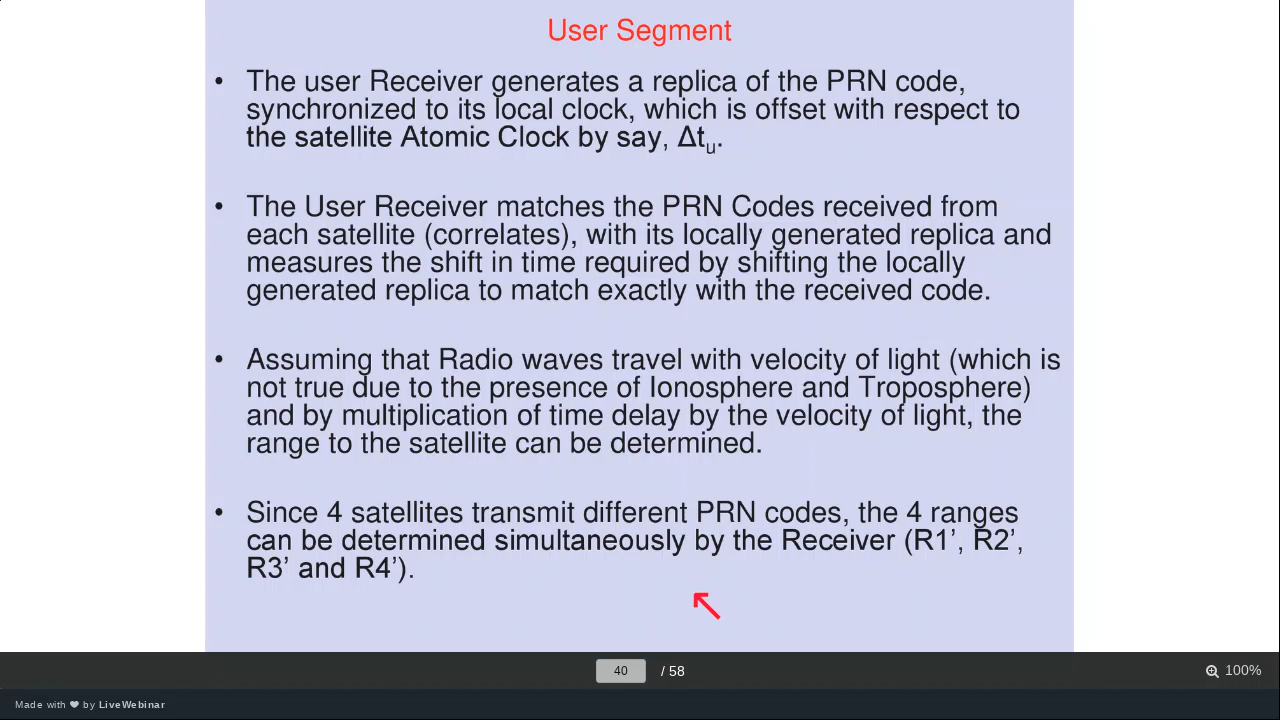 User Segment
• The user Receiver generates a replica of the PRN code,
synchronized to its local clock, which is offset with respect to
the satellite Atomic Clock by say, Δtu.
• The User Receiver matches the PRN Codes received from
each satellite (correlates), with its locally generated replica and
measures the shift in time required by shifting the locally
generated replica to match exactly with the received code.
• Assuming that Radio waves travel with velocity of light (which is
not true due to the presence of Ionosphere and Troposphere)
and by multiplication of time delay by the velocity of light, the
range to the satellite can be determined.
• Since 4 satellites transmit different PRN codes, the 4 ranges
can be determined simultaneously by the Receiver (R1’, R2’,
R3’ and R4’).
40 / 58
100%
Made with ❤ by LiveWebinar